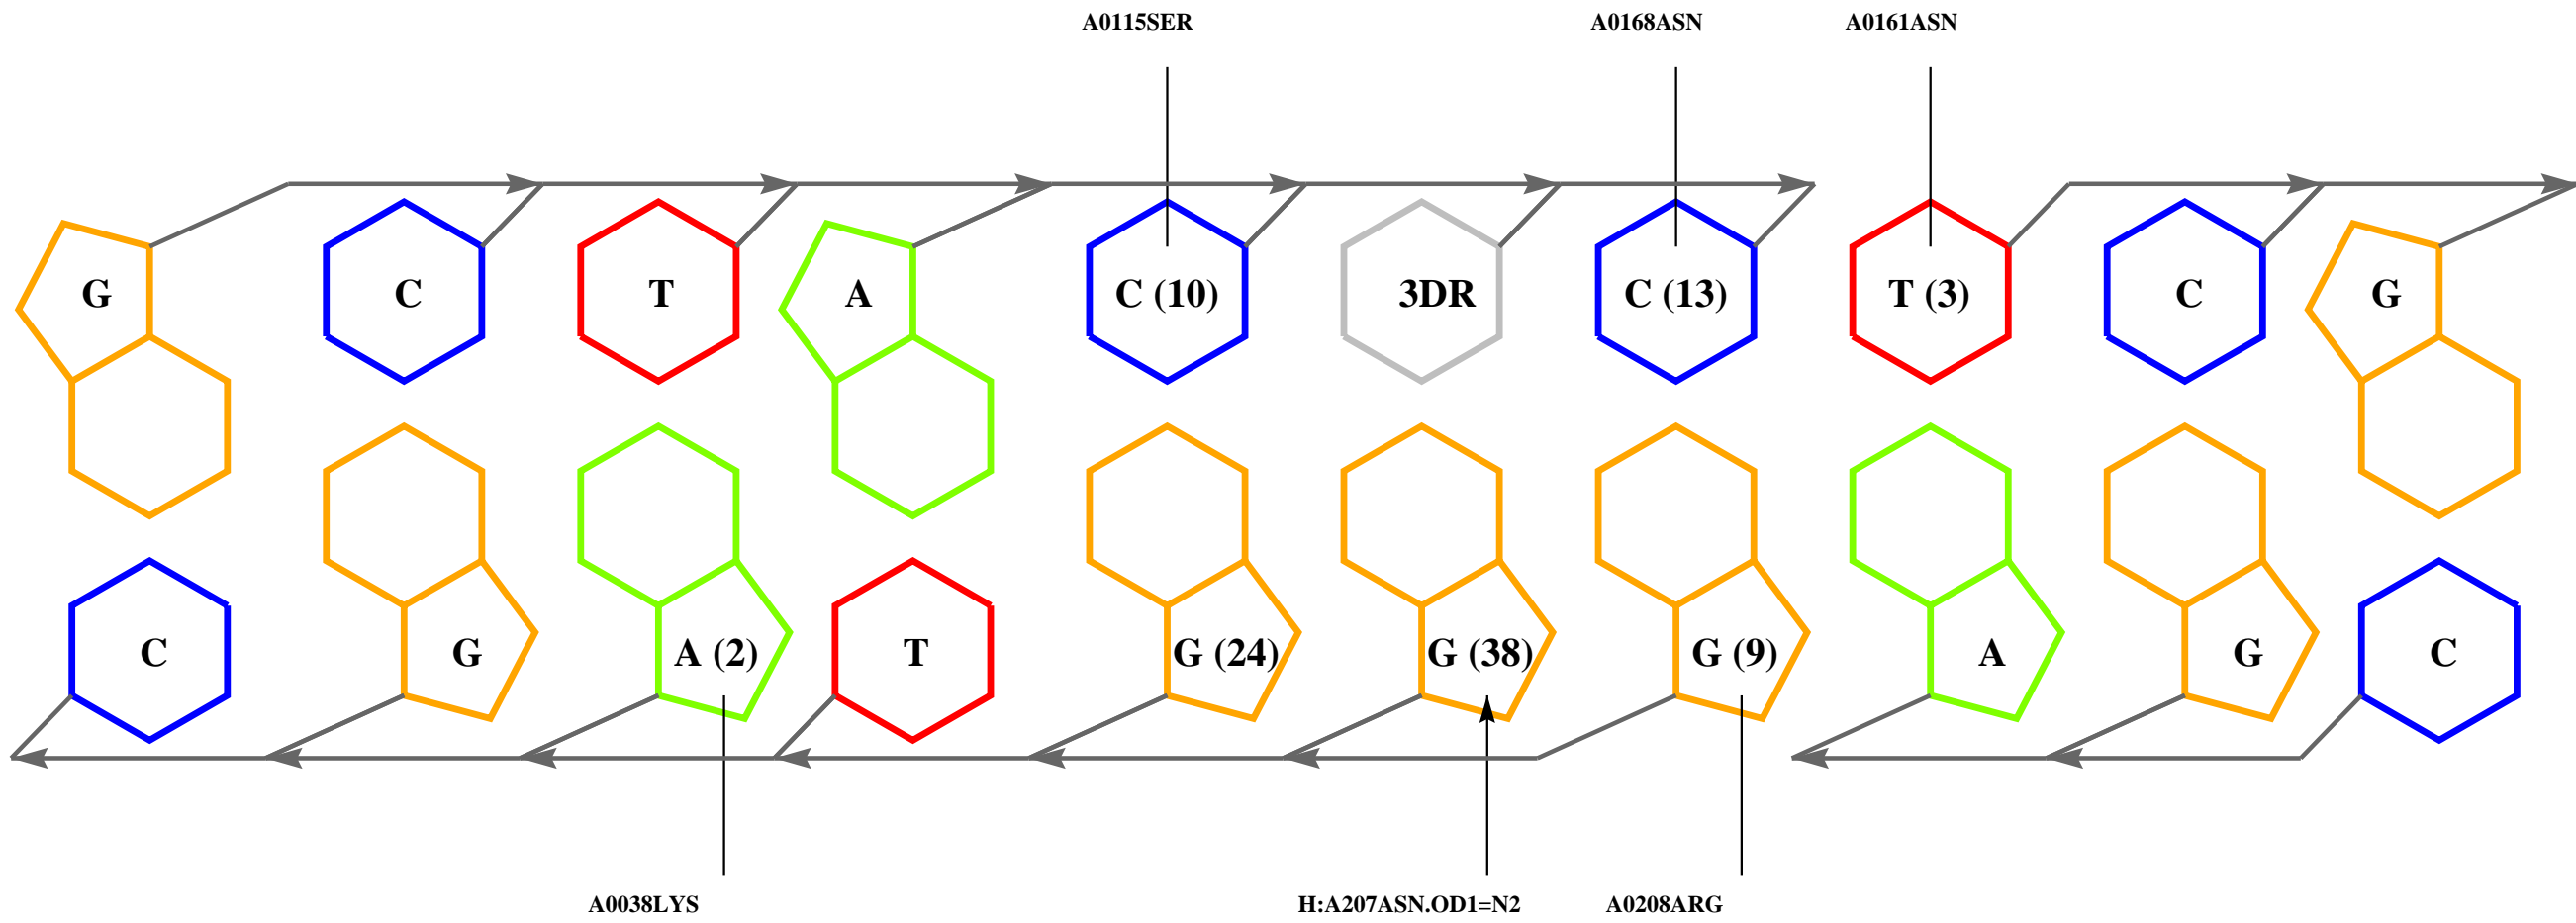 A0115SER A0168ASN A0161ASN
G C T A C (10) 3DR C (13) T (3) C G
C G A (2) T G (24) G (38) G (9) A G C
A0038LYS H:A207ASN.OD1=N2 A0208ARG